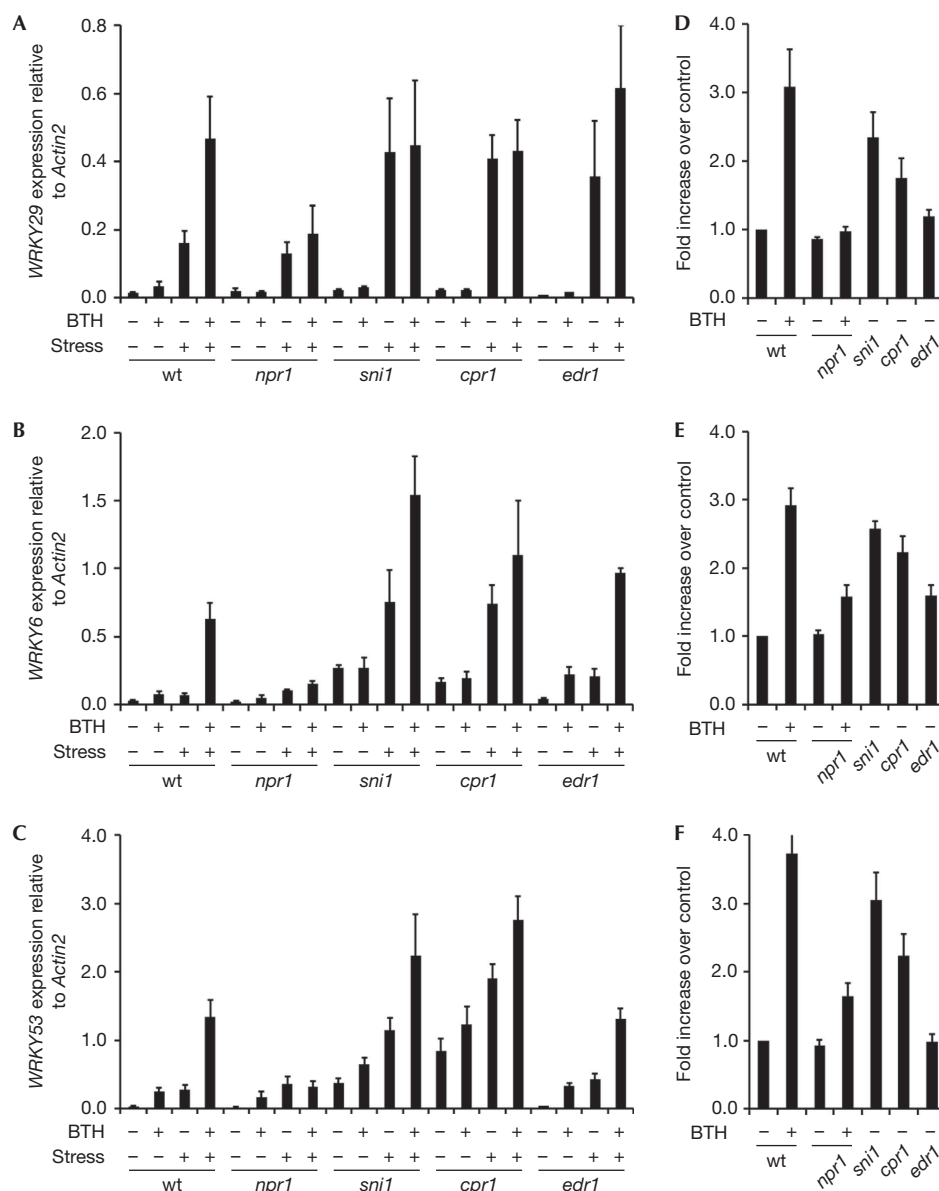 A
WRKY29 expression relative
to Actin2
0.8
0.6
0.4
0.2
0.0
BTH – + – + – + – + – + – + – + – + – + – +
Stress – – + + – – + + – – + + – – + + – – + +
wt npr1 sni1 cpr1 edr1
D
Fold increase over control
4.0
3.0
2.0
1.0
0.0
BTH – + – + – – –
wt npr1 sni1 cpr1 edr1
B
WRKY6 expression relative
to Actin2
2.0
1.5
1.0
0.5
0.0
BTH – + – + – + – + – + – + – + – + – + – +
Stress – – + + – – + + – – + + – – + + – – + +
wt npr1 sni1 cpr1 edr1
E
Fold increase over control
4.0
3.0
2.0
1.0
0.0
BTH – + – + – – –
wt npr1 sni1 cpr1 edr1
C
WRKY53 expression relative
to Actin2
4.0
3.0
2.0
1.0
0.0
BTH – + – + – + – + – + – + – + – + – + – +
Stress – – + + – – + + – – + + – – + + – – + +
wt npr1 sni1 cpr1 edr1
F
Fold increase over control
4.0
3.0
2.0
1.0
0.0
BTH – + – + – – –
wt npr1 sni1 cpr1 edr1